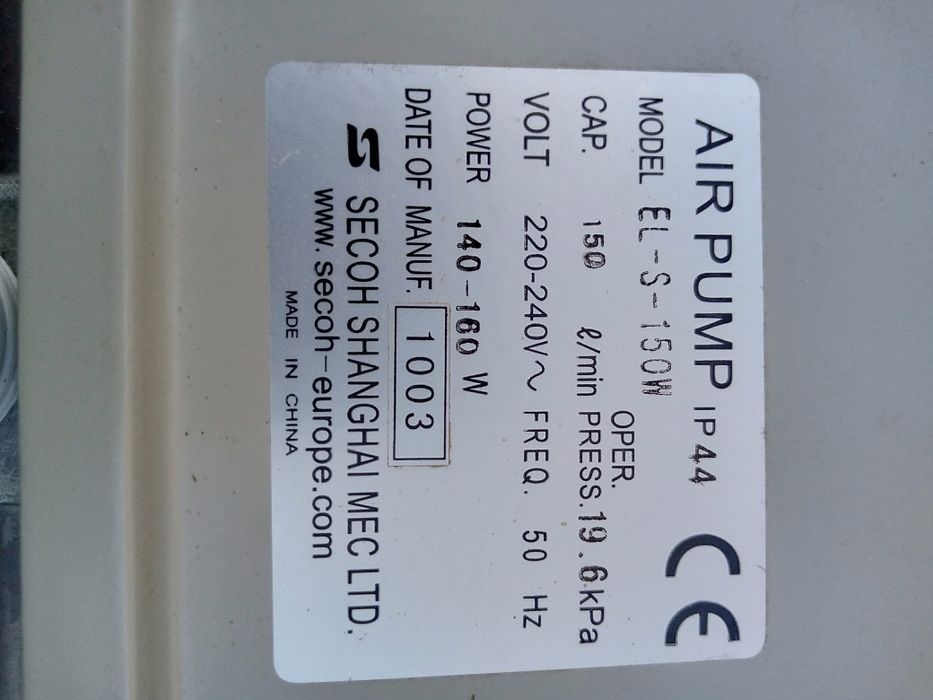 AIR PUMP IP44 CE
MODEL EL-S-150W
CAP. 150 ℓ/min OPER. PRESS. 19.6kPa
VOLT 220-240V~ FREQ. 50 Hz
POWER 140-160 W
DATE OF MANUF. 1003
SECOH SHANGHAI MEC LTD.
www.secoh-europe.com
MADE IN CHINA